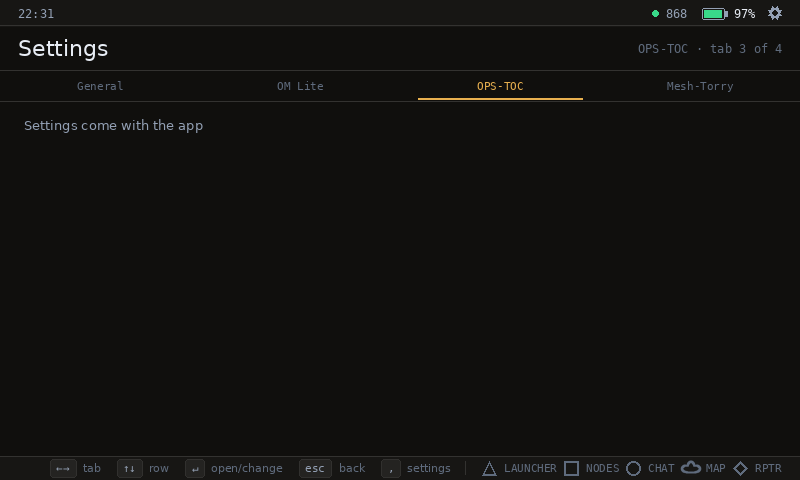 22:31 868 97%
Settings OPS-TOC · tab 3 of 4
General OM Lite OPS-TOC Mesh-Torry
Settings come with the app
←→ tab ↑↓ row ↵ open/change esc back , settings LAUNCHER NODES CHAT MAP RPTR